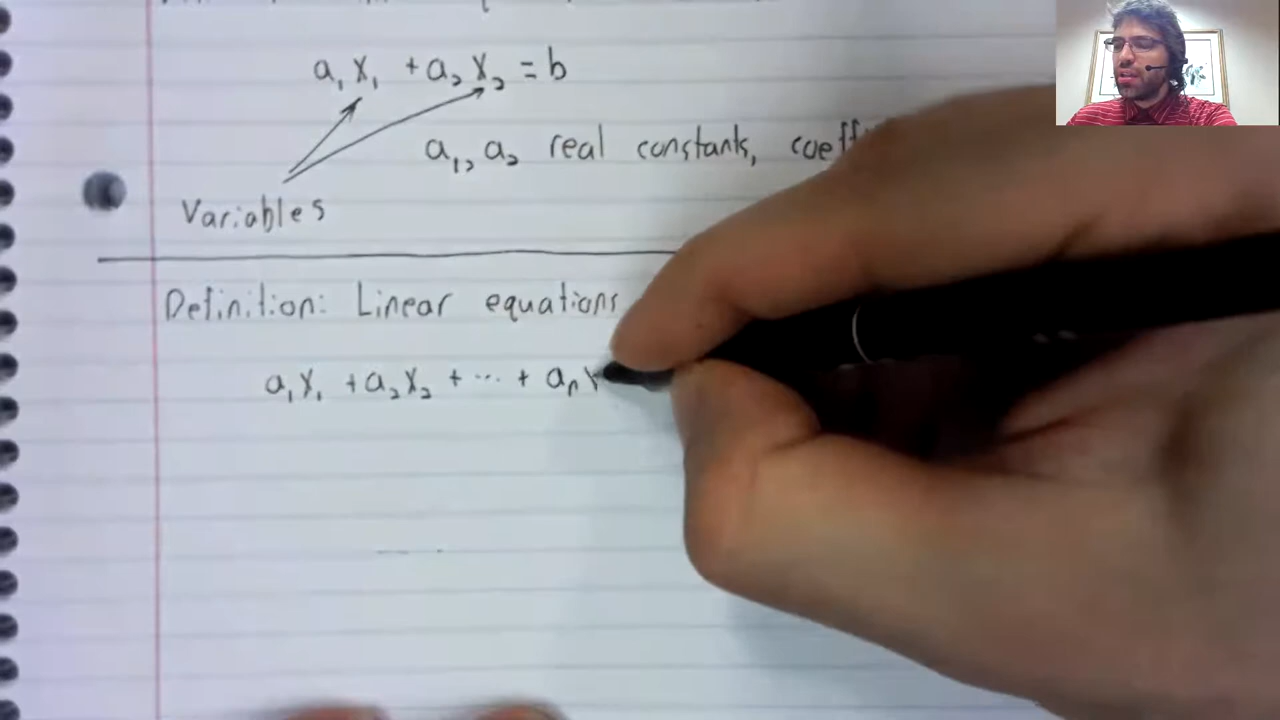 a₁x₁ + a₂x₂ = b
a₁, a₂ real constants,
Variables
Definition: Linear equations
a₁x₁ + a₂x₂ + ... + aₙx